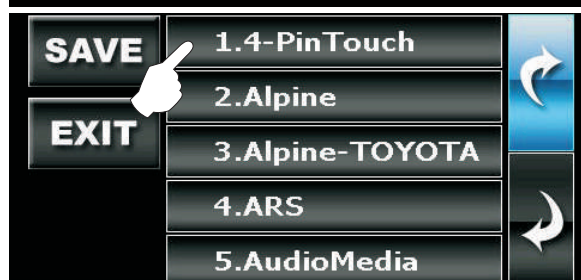 SAVE
EXIT
1.4-PinTouch
2.Alpine
3.Alpine-TOYOTA
4.ARS
5.AudioMedia